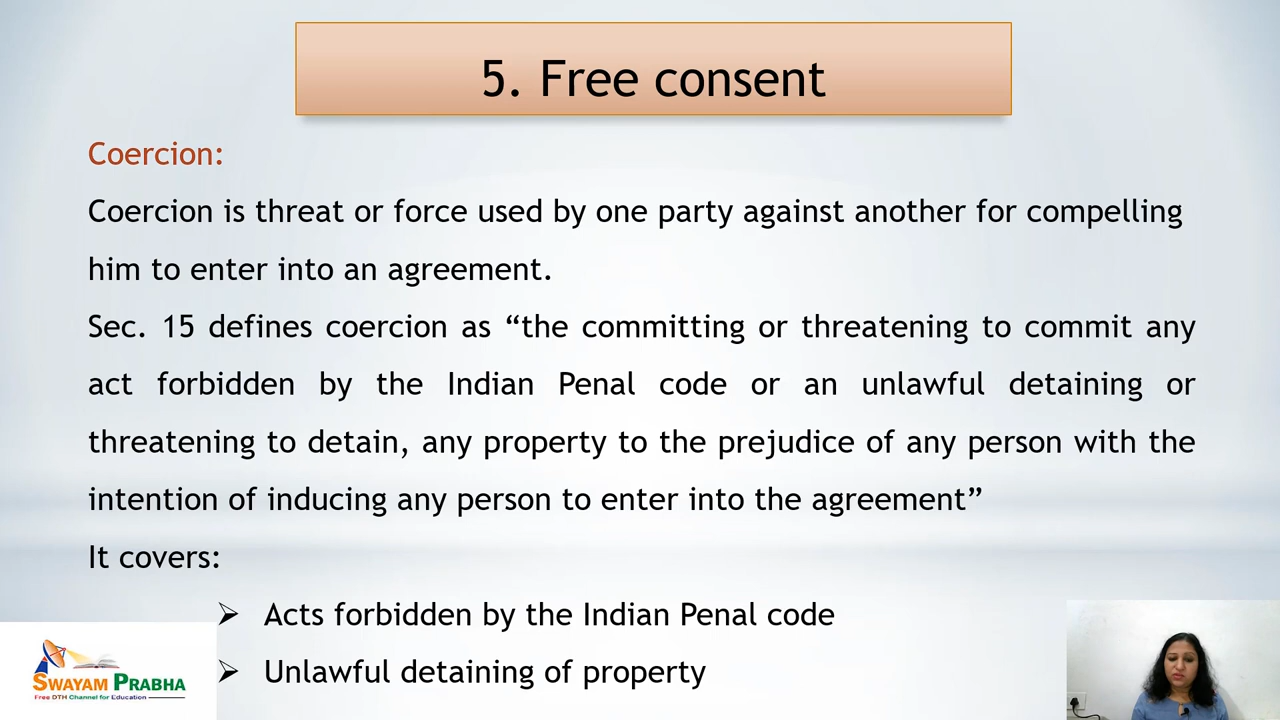 5. Free consent
Coercion:
Coercion is threat or force used by one party against another for compelling
him to enter into an agreement.
Sec. 15 defines coercion as “the committing or threatening to commit any
act forbidden by the Indian Penal code or an unlawful detaining or
threatening to detain, any property to the prejudice of any person with the
intention of inducing any person to enter into the agreement”
It covers:
➢ Acts forbidden by the Indian Penal code
➢ Unlawful detaining of property
SWAYAM PRABHA
Free DTH Channel for Education